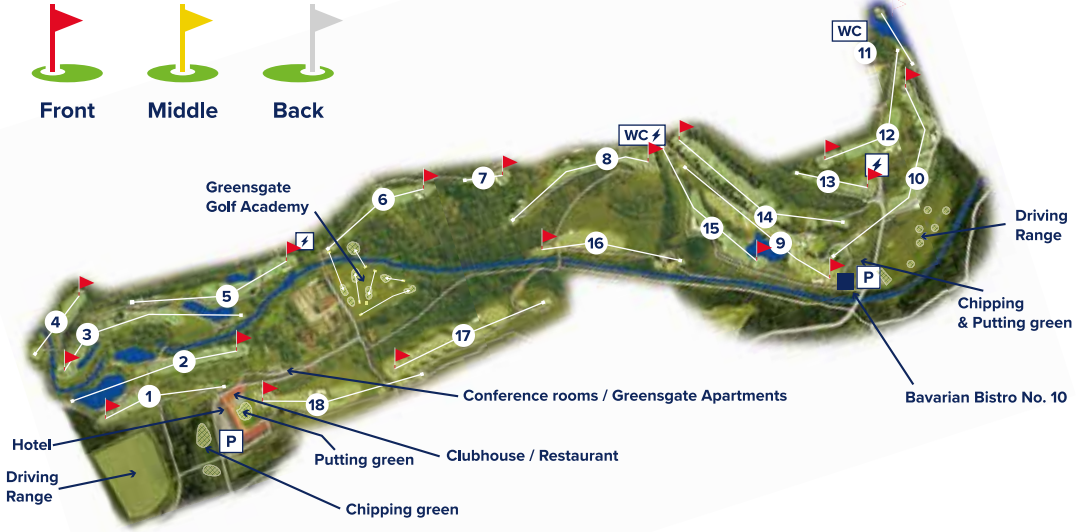 Front
Middle
Back
WC
11
WC
12
8
7
10
13
6
Greensgate
Golf Academy
14
15
9
16
Driving
Range
P
5
Chipping
& Putting green
4
3
17
2
1
18
Conference rooms / Greensgate Apartments
Bavarian Bistro No. 10
Hotel
P
Putting green
Clubhouse / Restaurant
Driving
Range
Chipping green